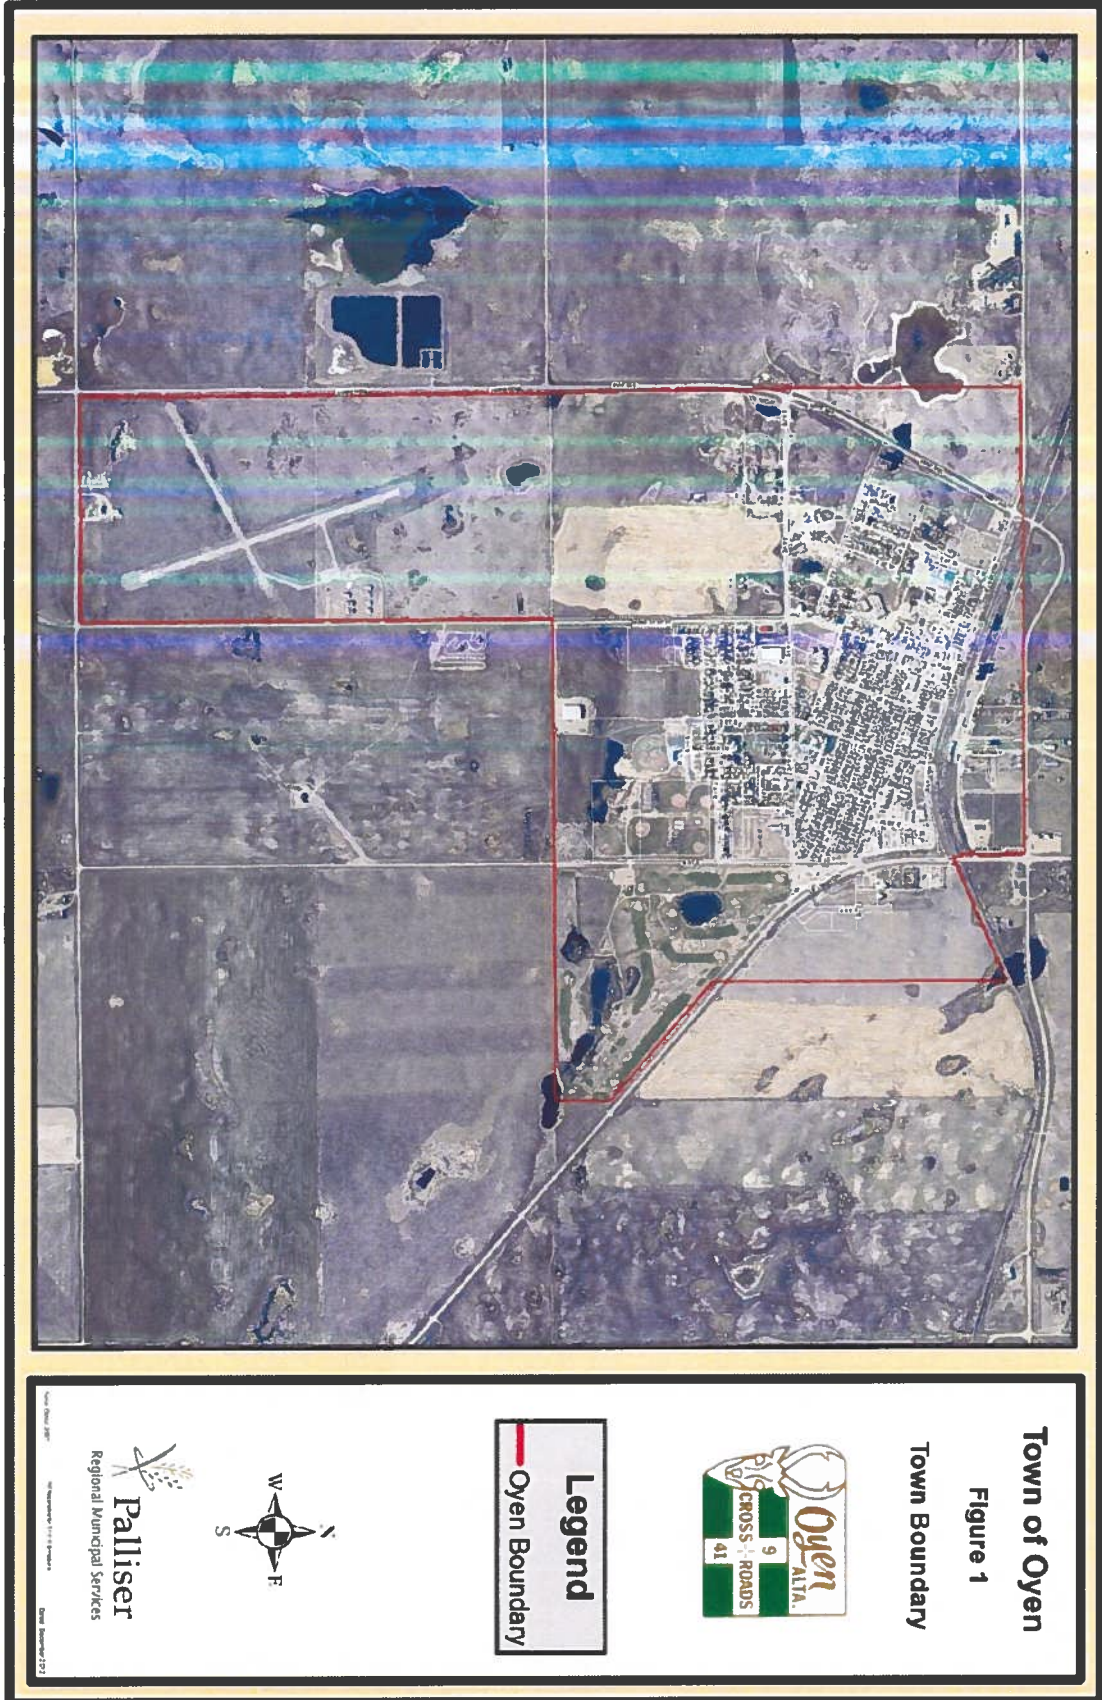 Town of Oyen
Figure 1
Town Boundary
Oyen
ALTA.
9
CROSS ROADS
41
Legend
Oyen Boundary
N
W
E
S
Palliser
Regional Municipal Services